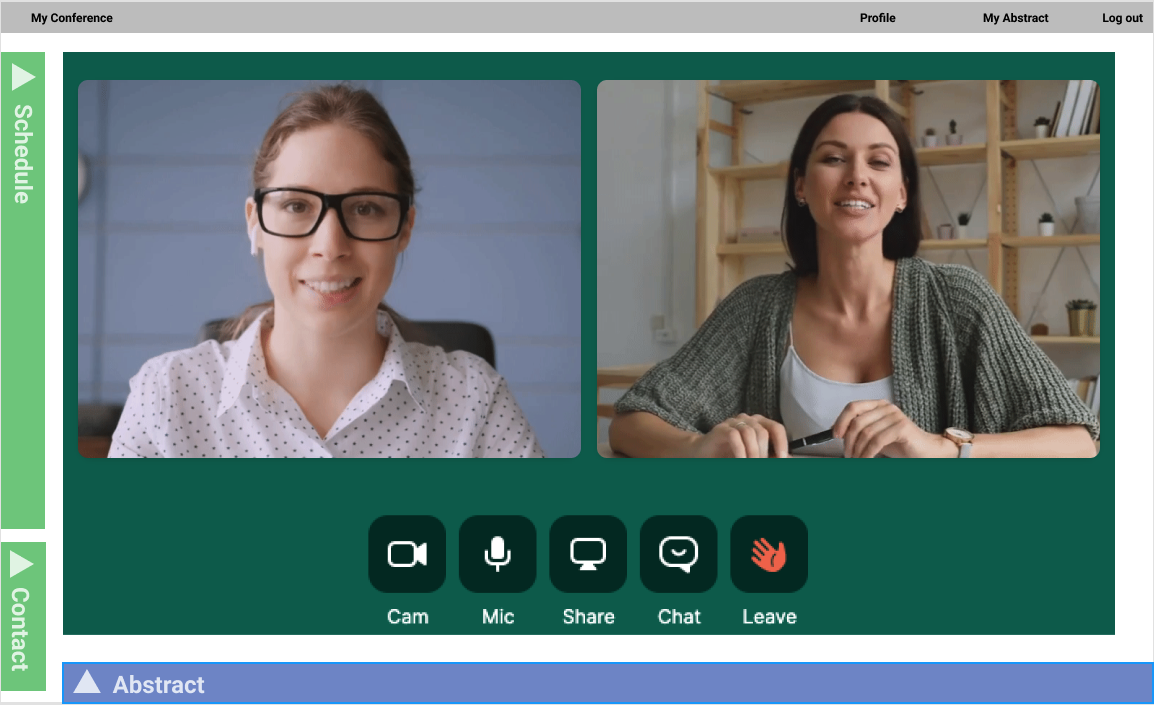 My Conference
Profile
My Abstract
Log out
Schedule
Contact
Cam
Mic
Share
Chat
Leave
Abstract